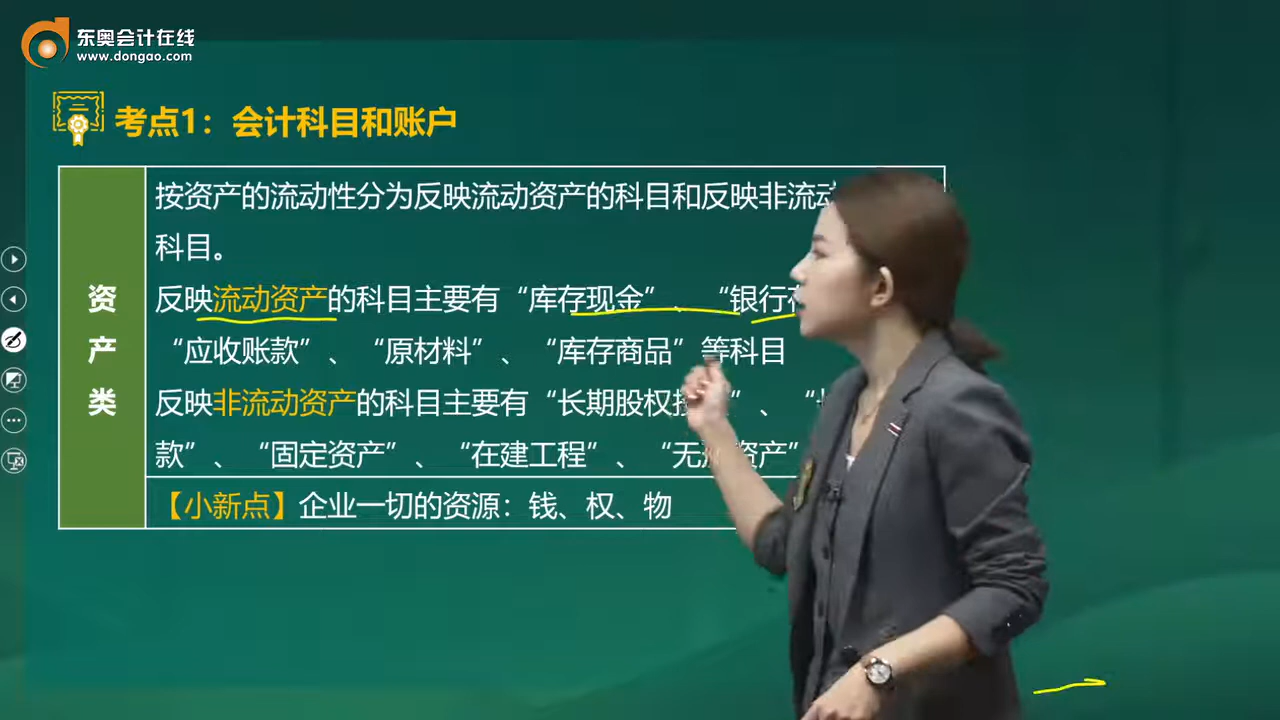 东奥会计在线
www.dongao.com
考点1：会计科目和账户
资产类
按资产的流动性分为反映流动资产的科目和反映非流动
科目。
反映流动资产的科目主要有“库存现金”、“银行存
“应收账款”、“原材料”、“库存商品”等科目
反映非流动资产的科目主要有“长期股权投”、“
款”、“固定资产”、“在建工程”、“无形资产”
【小新点】企业一切的资源：钱、权、物